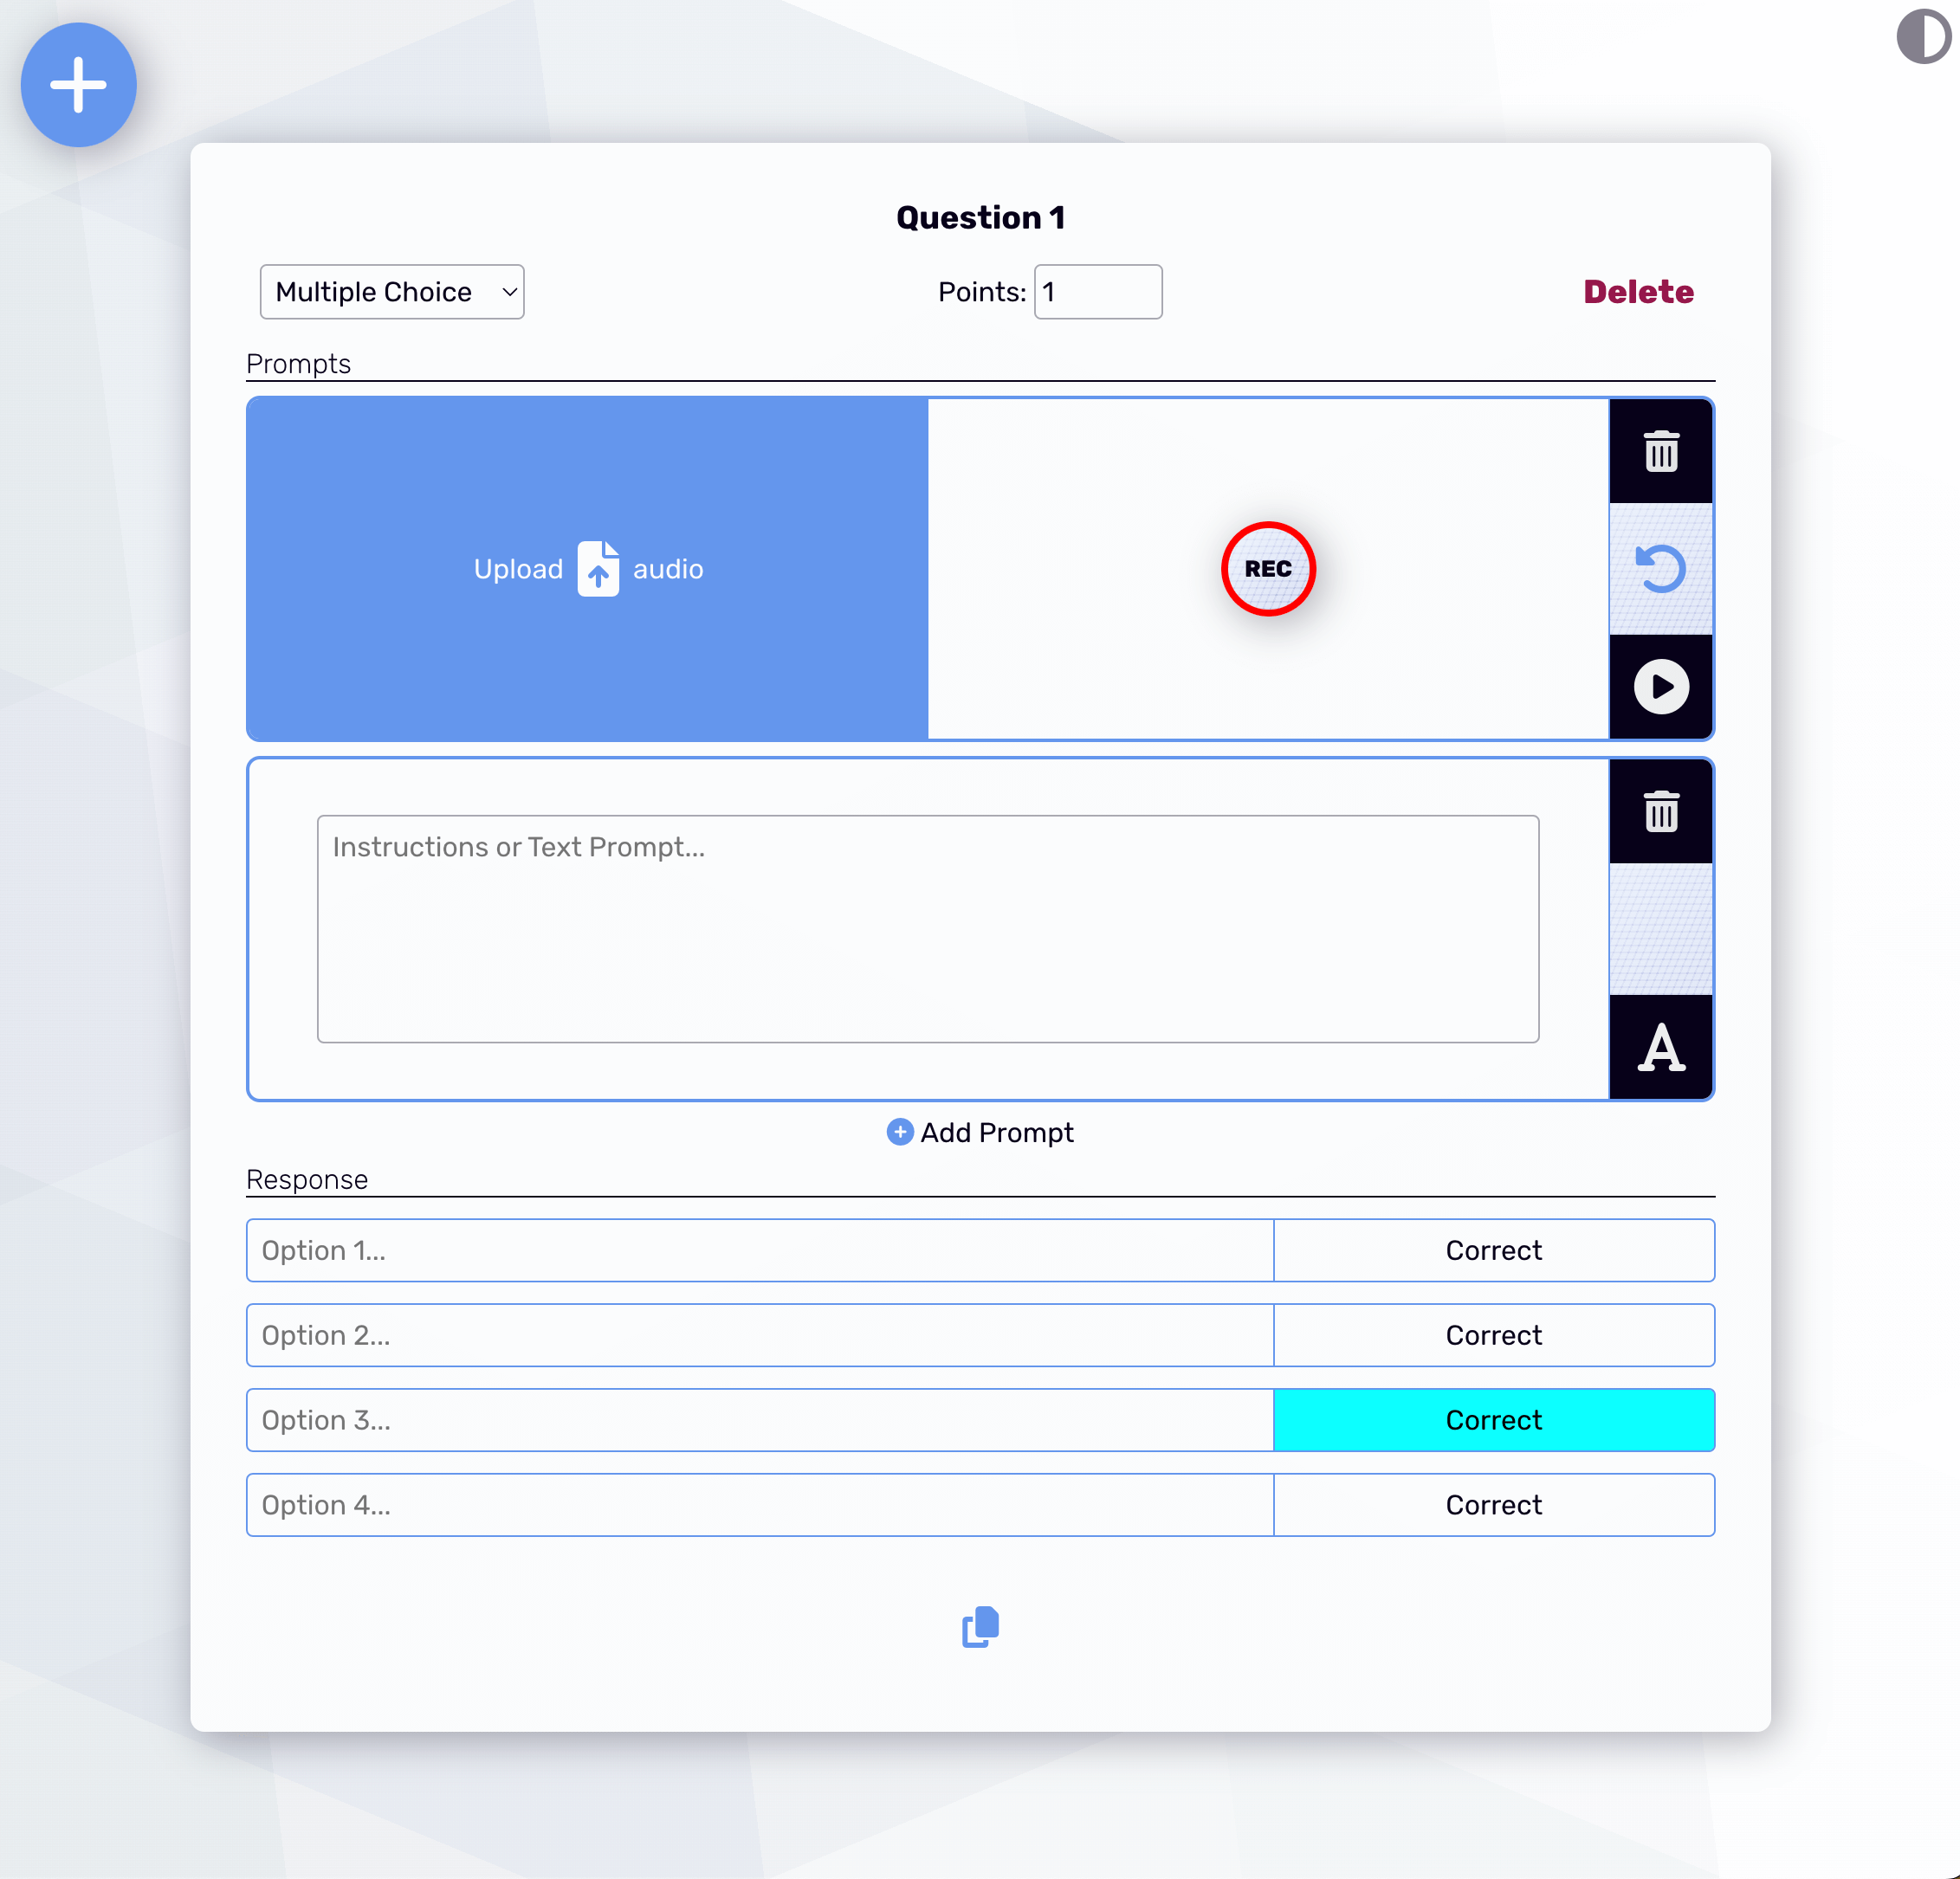 Question 1
Multiple Choice
Points: 1
Delete
Prompts
Upload audio
REC
Instructions or Text Prompt...
A
Add Prompt
Response
Option 1... Correct
Option 2... Correct
Option 3... Correct
Option 4... Correct